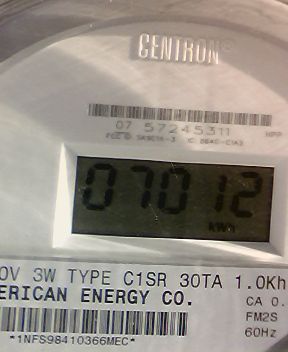 CENTRON®
07 57245311
07012
kWh
0V 3W TYPE C1SR 30TA 1.0Kh
ERICAN ENERGY CO.
CA 0.
FM2S
60Hz
*1NFS98410366MEC*